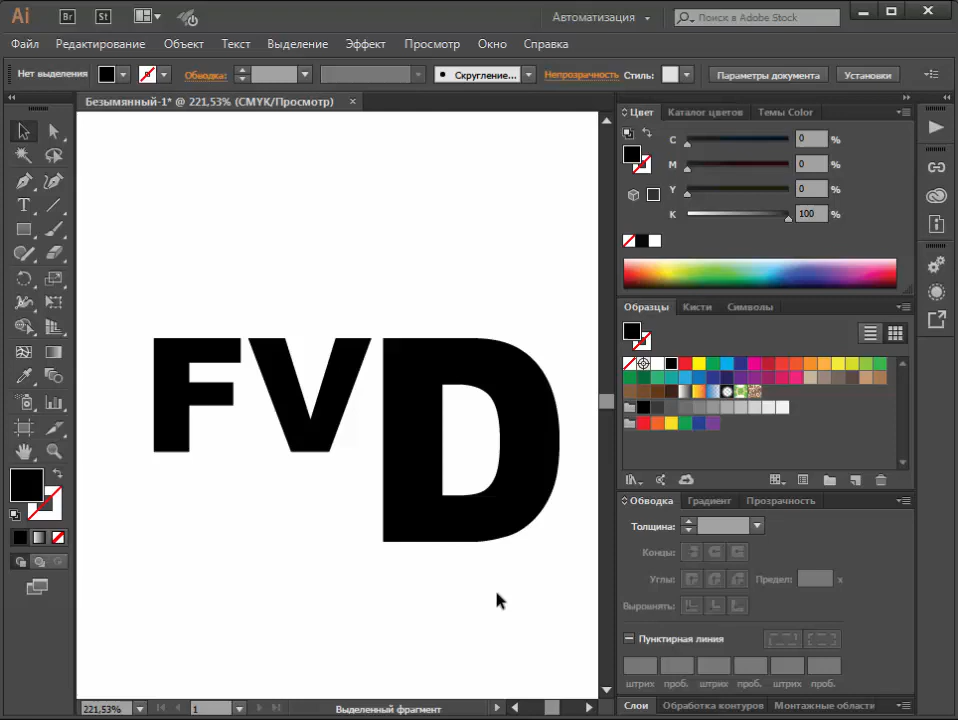 Ai Br St Автоматизация Поиск в Adobe Stock
Файл Редактирование Объект Текст Выделение Эффект Просмотр Окно Справка
Нет выделения Обводка: Скругление... Непрозрачность Стиль: Параметры документа Установки
Безымянный-1* @ 221,53% (CMYK/Просмотр) ×
Цвет Каталог цветов Темы Color
C 0 %
M 0 %
Y 0 %
K 100 %
Образцы Кисти Символы
FVD
Обводка Градиент Прозрачность
Толщина:
Концы:
Углы: Предел: x
Выровнять:
Пунктирная линия
штрих проб. штрих проб. штрих проб.
221,53% 1 Выделенный фрагмент
Слои Обработка контуров Монтажные области